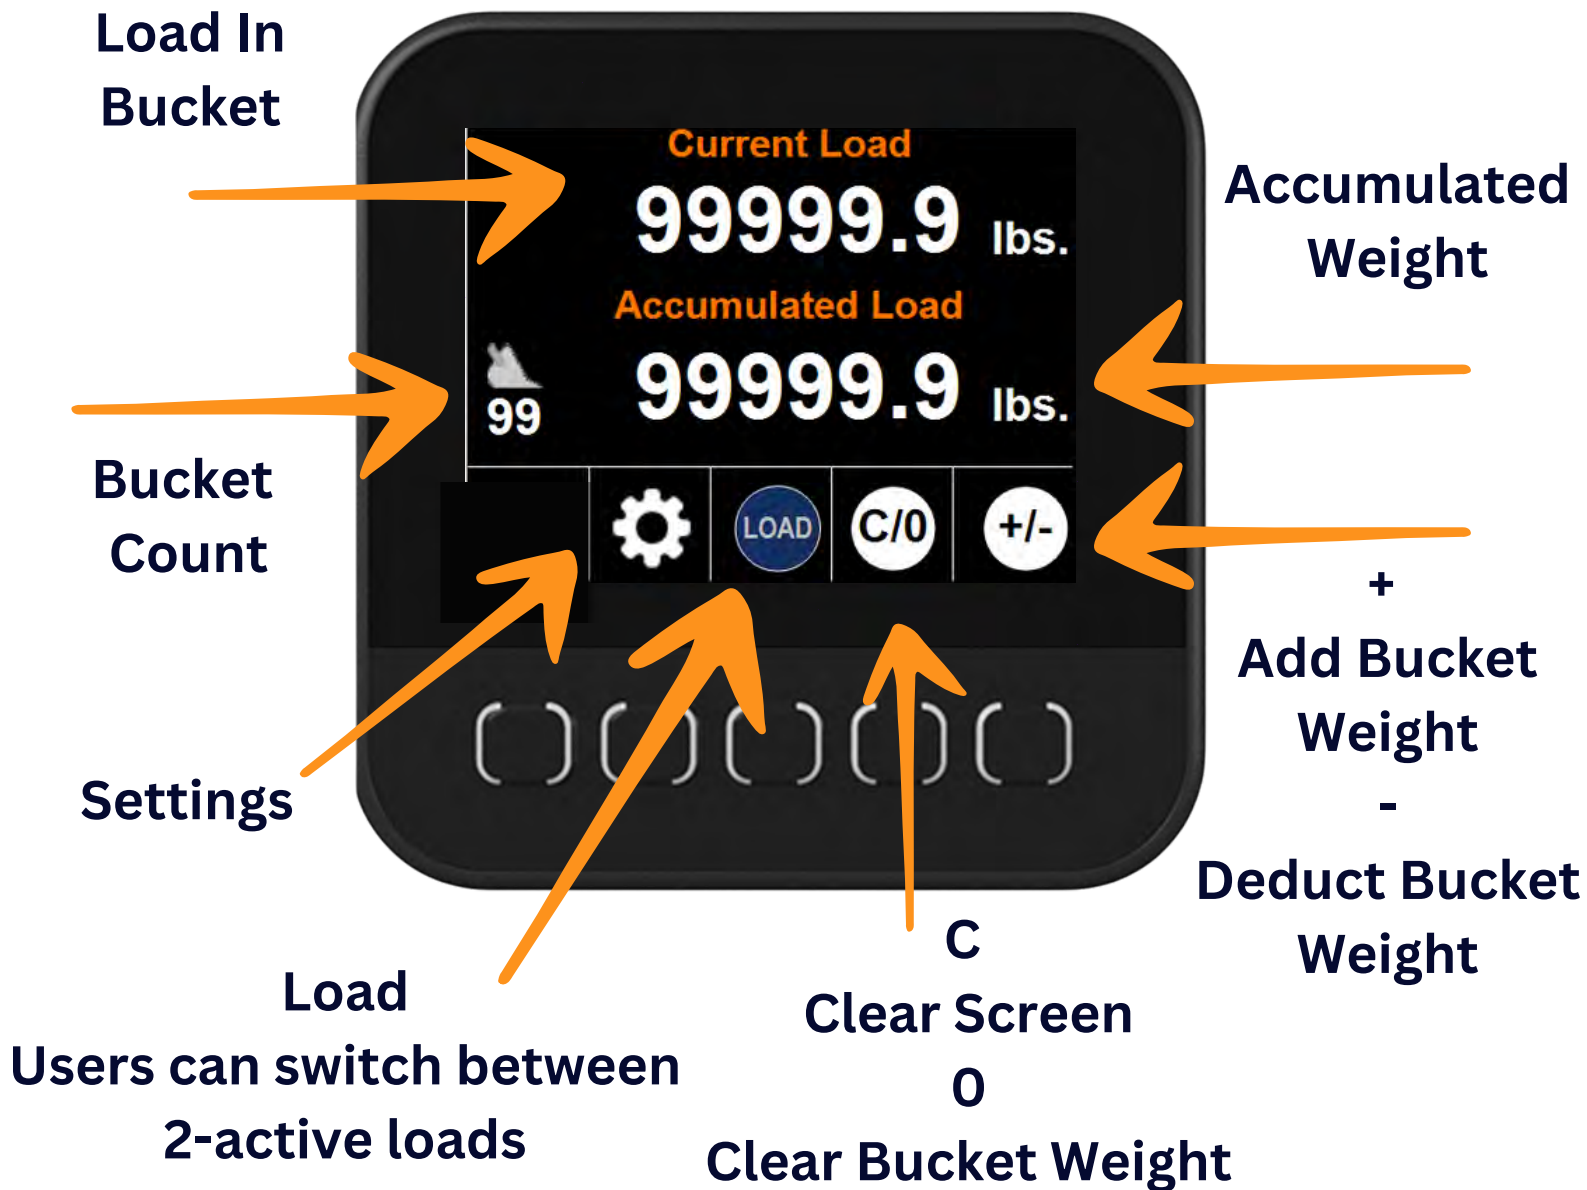 Load In
Bucket
Current Load
99999.9 lbs.
Accumulated
Weight
Accumulated Load
99999.9 lbs.
99
Bucket
Count
LOAD
C/0
+/-
+
Add Bucket
Weight
-
Deduct Bucket
Weight
Settings
Load
Users can switch between
2-active loads
C
Clear Screen
0
Clear Bucket Weight